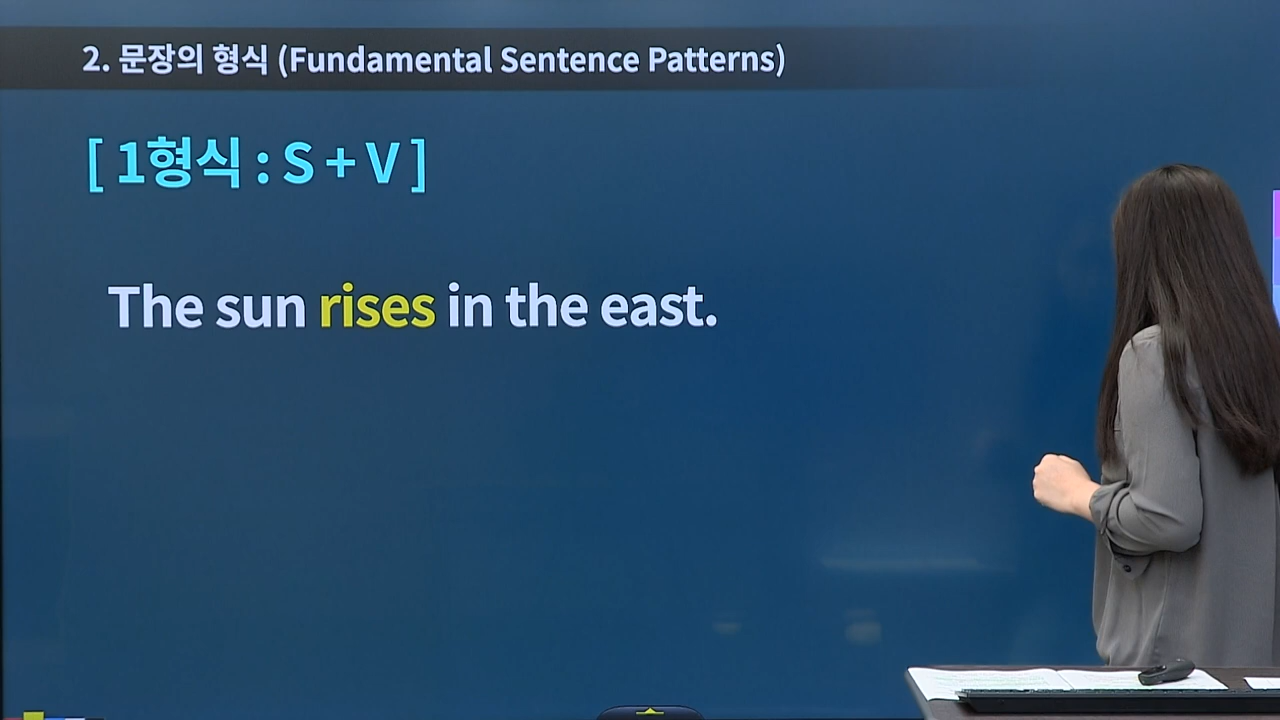 2. 문장의 형식 (Fundamental Sentence Patterns)
[ 1형식 : S + V ]
The sun rises in the east.